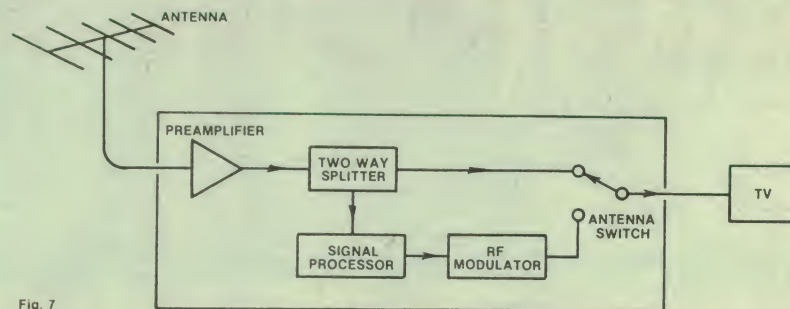 ANTENNA
PREAMPLIFIER
TWO WAY
SPLITTER
TV
ANTENNA
SWITCH
SIGNAL
PROCESSOR
RF
MODULATOR
Fig. 7